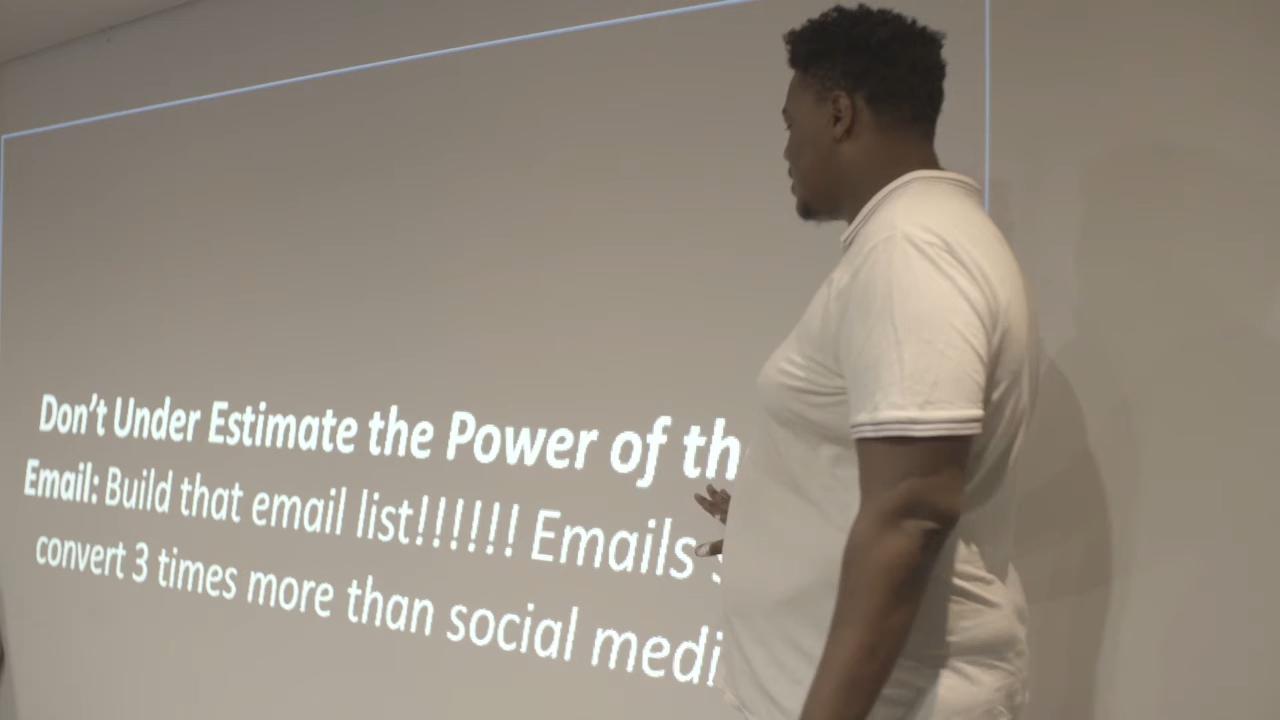 Don't Under Estimate the Power of th
Email: Build that email list!!!!!! Emails
convert 3 times more than social medi